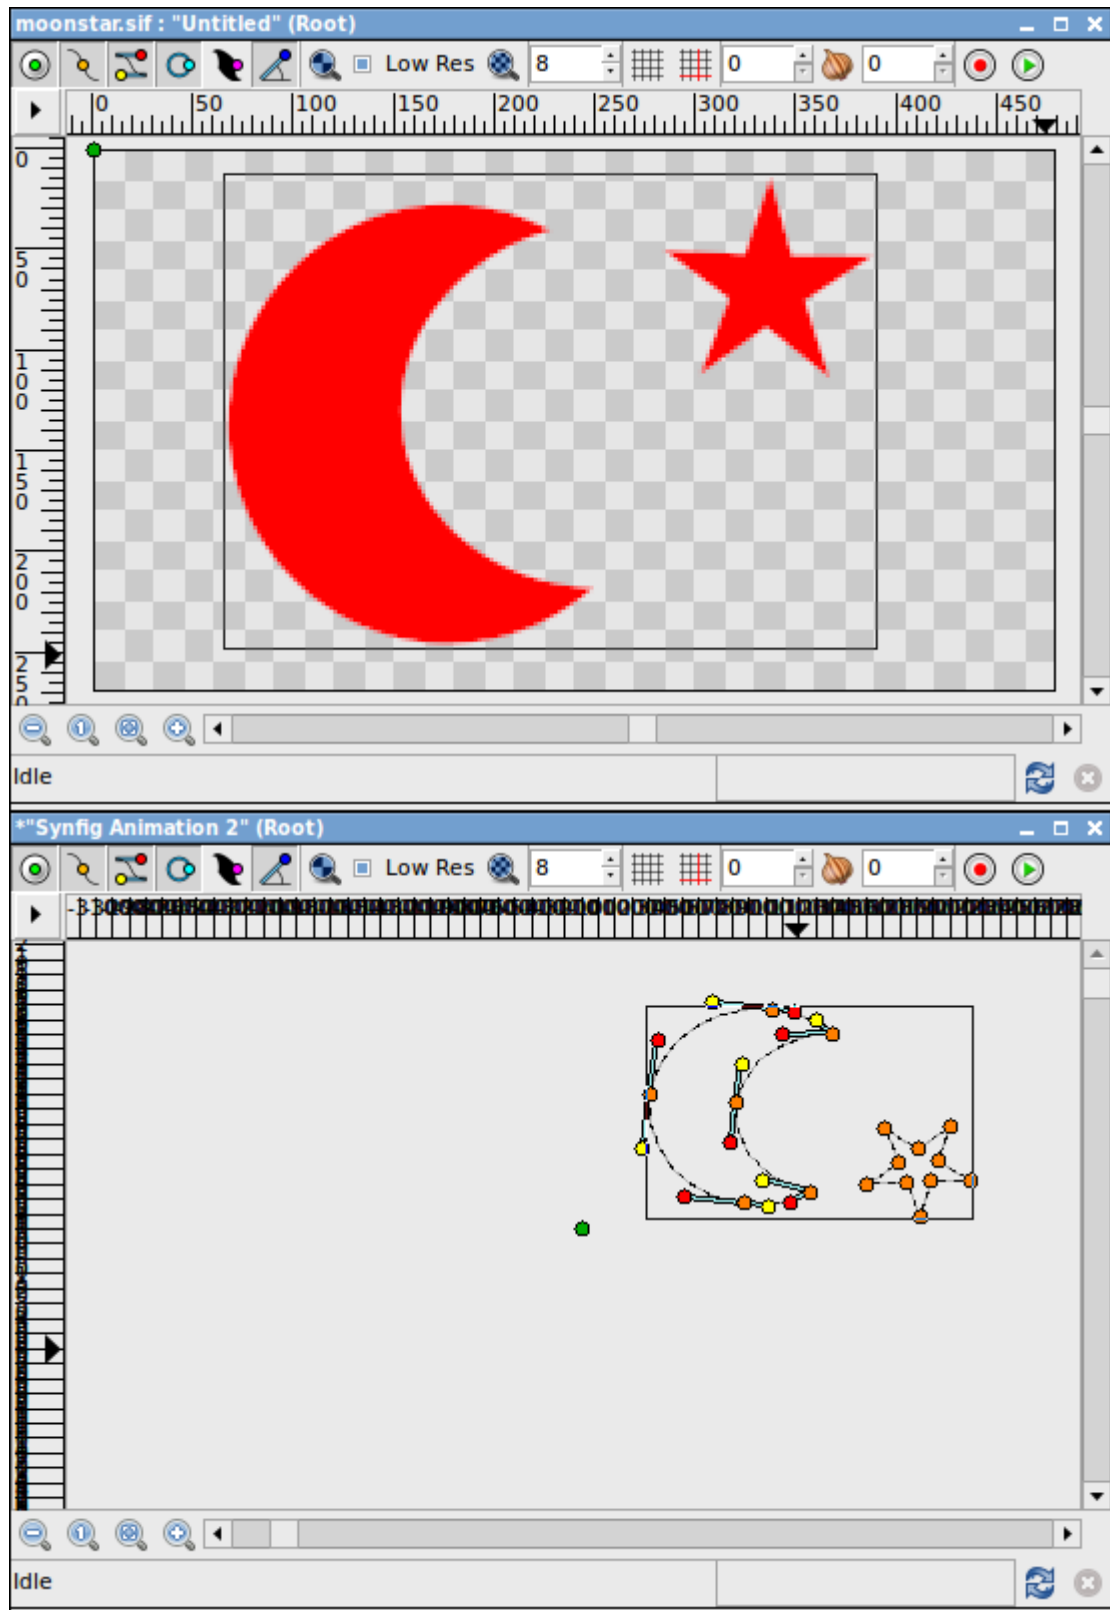 moonstar.sif : "Untitled" (Root)
Low Res 8 0 0
0 50 100 150 200 250 300 350 400 450
0
50
100
150
200
250
Idle
*"Synfig Animation 2" (Root)
Low Res 8 0 0
Idle